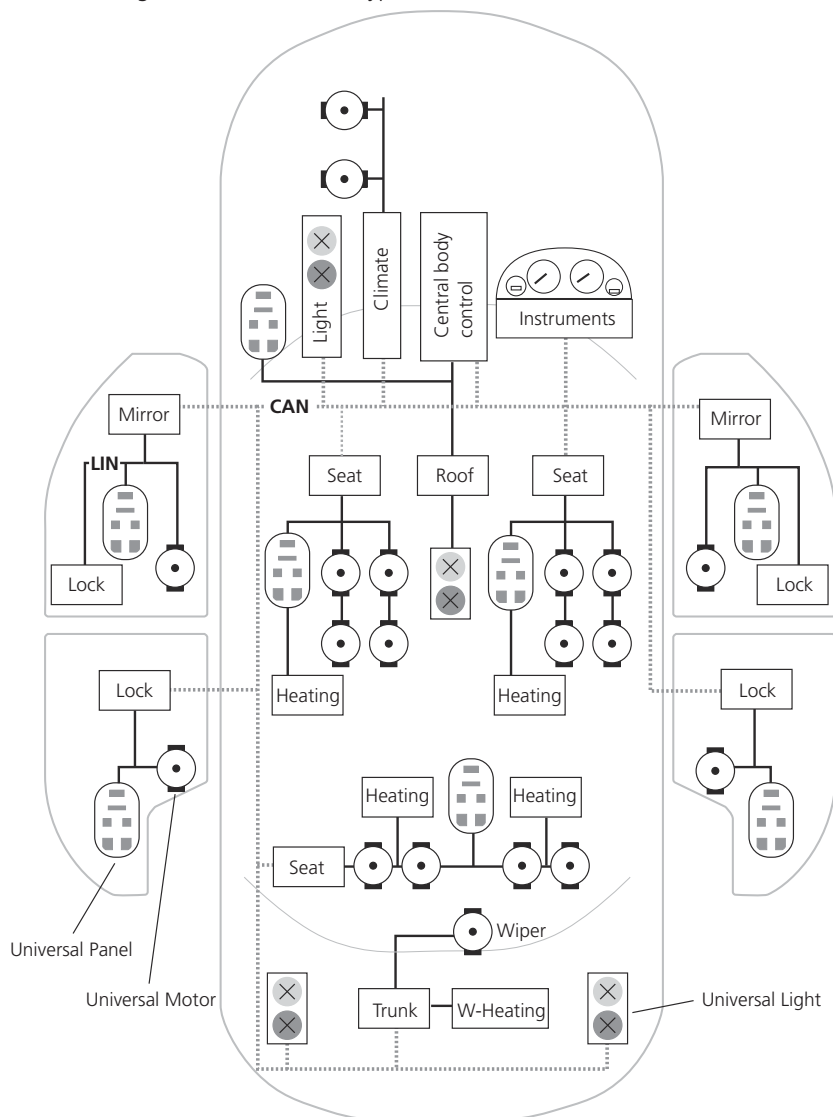 Light
Climate
Central body
control
Instruments
Mirror
CAN
Mirror
LIN
Seat
Roof
Seat
Lock
Lock
Heating
Heating
Lock
Lock
Heating
Heating
Seat
Wiper
Universal Panel
Universal Motor
Trunk
W-Heating
Universal Light